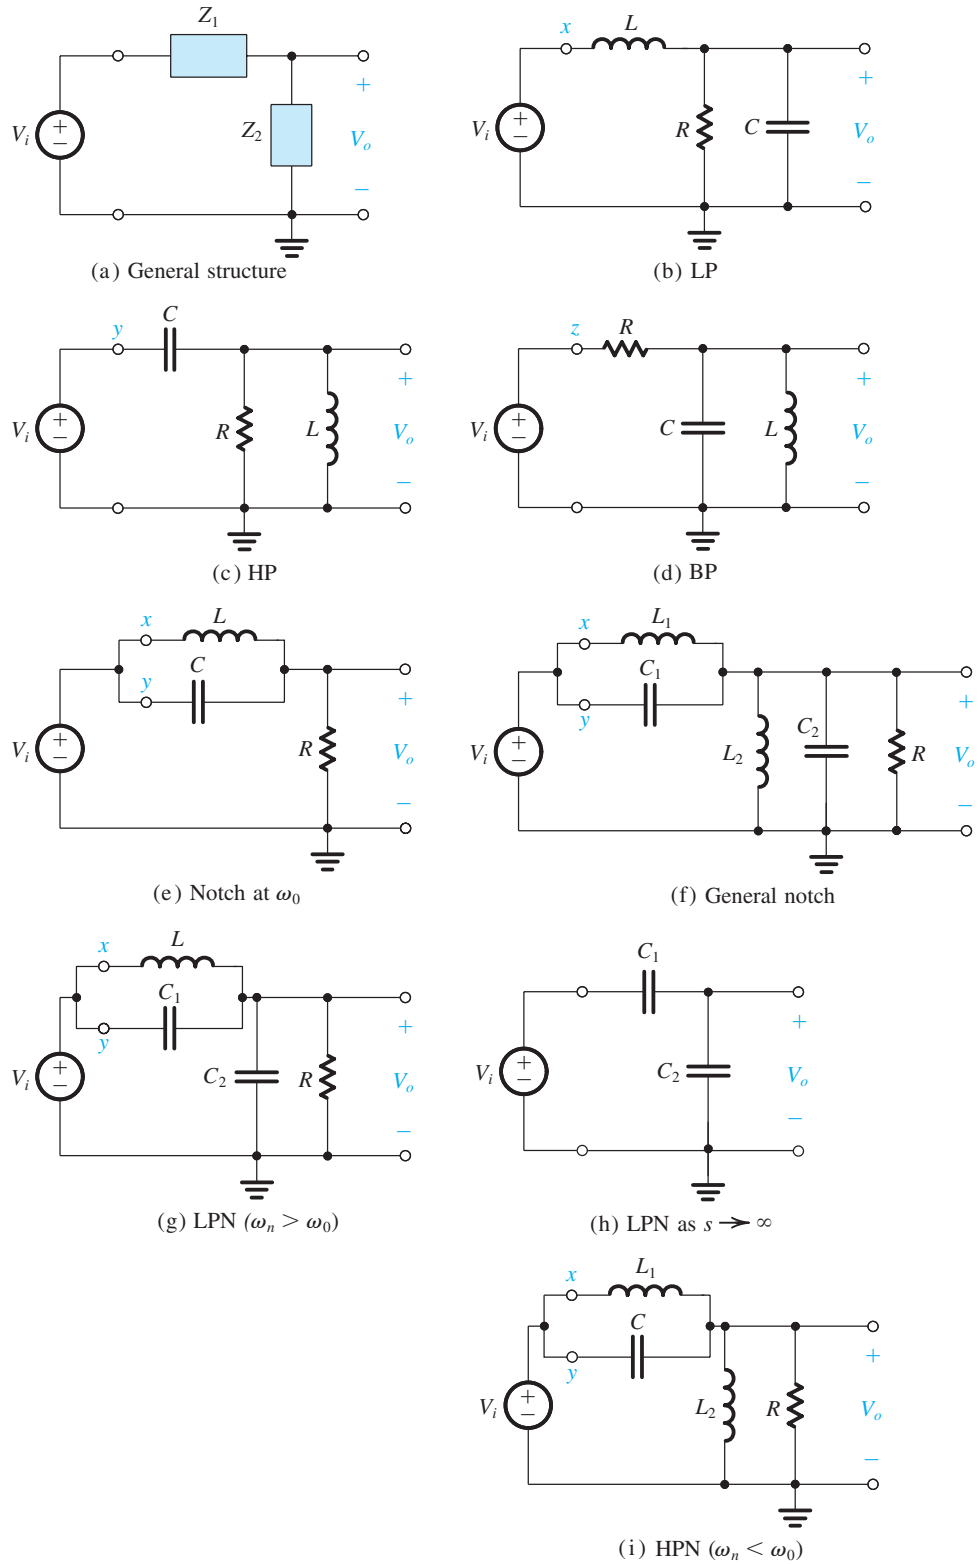 Z1
Z2
Vi
+
−
+
Vo
−
(a) General structure
x
L
R
C
Vi
+
−
+
Vo
−
(b) LP
y
C
R
L
Vi
+
−
+
Vo
−
(c) HP
z
R
C
L
Vi
+
−
+
Vo
−
(d) BP
x
L
y
C
R
Vi
+
−
+
Vo
−
(e) Notch at ω0
x
L1
C1
y
L2
C2
R
Vi
+
−
+
Vo
−
(f) General notch
x
L
C1
y
C2
R
Vi
+
−
+
Vo
−
(g) LPN (ωn > ω0)
C1
C2
Vi
+
−
+
Vo
−
(h) LPN as s → ∞
x
L1
C
y
L2
R
Vi
+
−
+
Vo
−
(i) HPN (ωn < ω0)